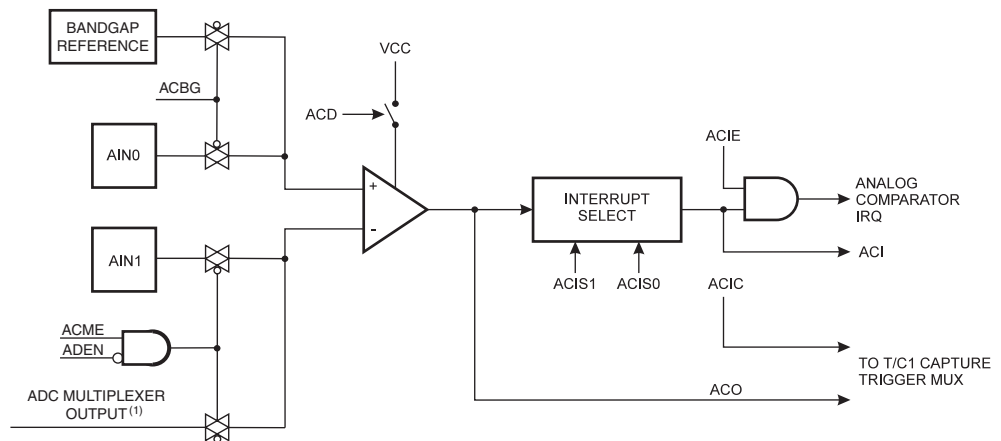 BANDGAP
REFERENCE
VCC
ACBG
ACD
AIN0
ACIE
+
INTERRUPT
SELECT
ANALOG
COMPARATOR
IRQ
-
AIN1
ACI
ACIS1 ACIS0 ACIC
ACME
ADEN
TO T/C1 CAPTURE
TRIGGER MUX
ADC MULTIPLEXER
OUTPUT(1)
ACO